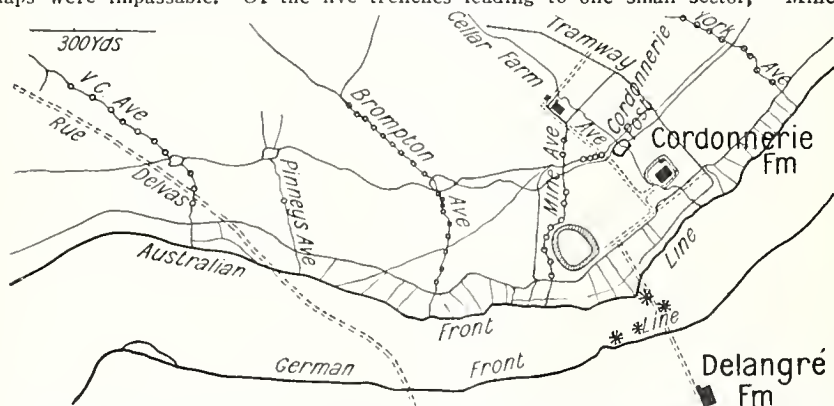 maps were impassable. Of the five trenches leading to one small sector, "Mine
300Yds
V.C. Ave
Rue
Delvas
Pinneys Ave
Brompton
Ave
Cellar Farm
Ave
Mine Ave
Tramway
Cordonnerie
Post
York
Ave
Cordonnerie
Fm
Australian
Front
Line
German
Front
Line
Delangré
Fm